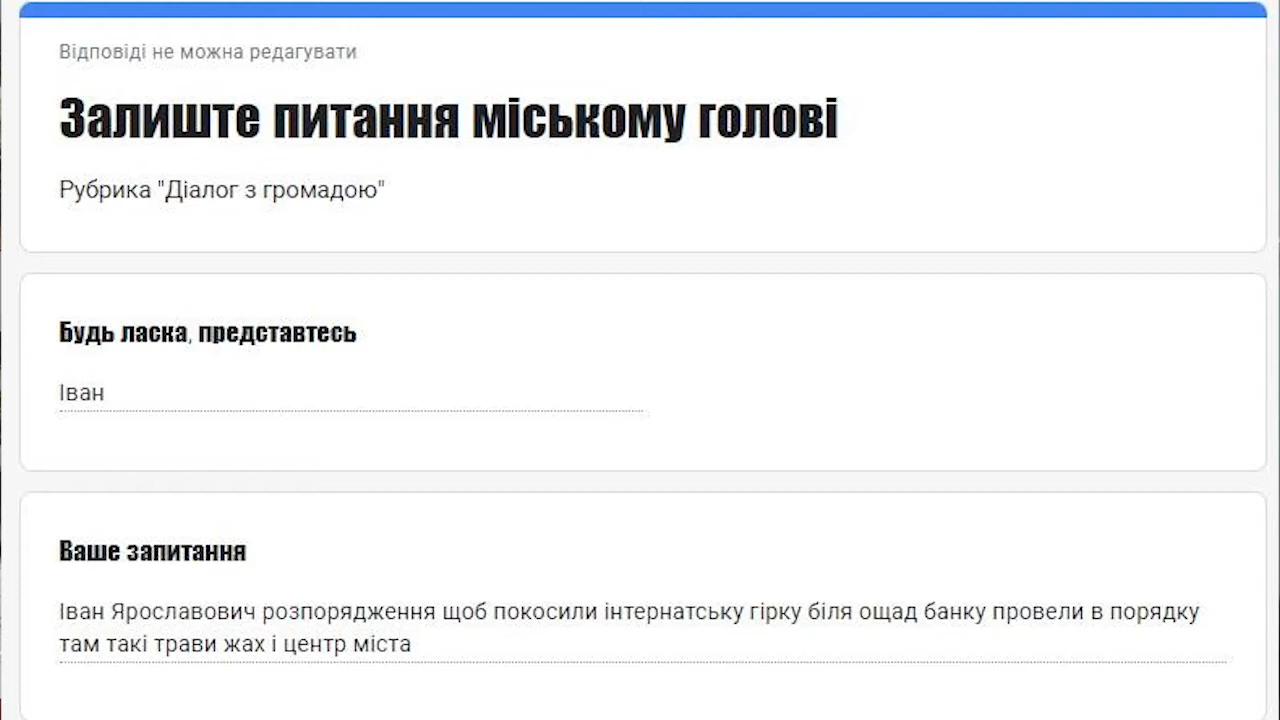 Відповіді не можна редагувати
Залиште питання міському голові
Рубрика "Діалог з громадою"
Будь ласка, представтесь
Іван
Ваше запитання
Іван Ярославович розпорядження щоб покосили інтернатську гірку біля ощад банку провели в порядку
там такі трави жах і центр міста